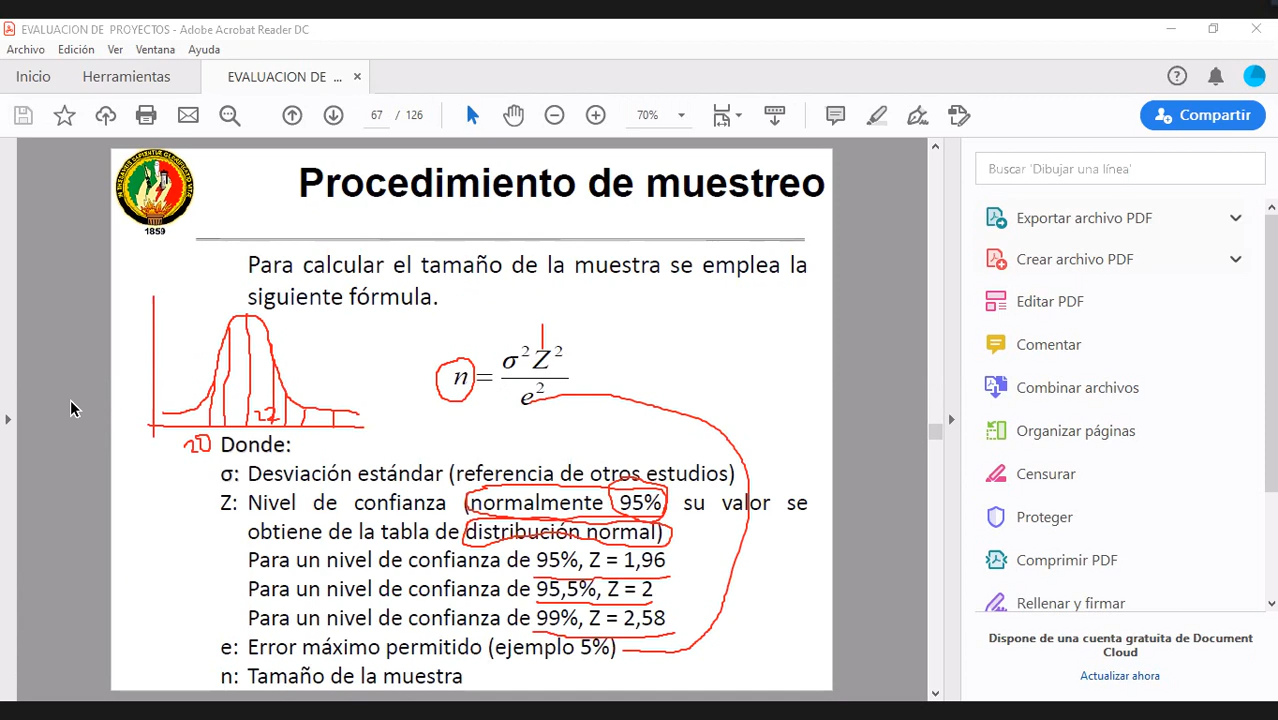 EVALUACION DE PROYECTOS - Adobe Acrobat Reader DC
Archivo Edición Ver Ventana Ayuda
Inicio Herramientas EVALUACION DE ... ×
67 / 126 70% Compartir
Procedimiento de muestreo
1859
Para calcular el tamaño de la muestra se emplea la
siguiente fórmula.
n = σ² Z² / e²
22
20
Donde:
σ: Desviación estándar (referencia de otros estudios)
Z: Nivel de confianza (normalmente 95%) su valor se
obtiene de la tabla de distribución normal)
Para un nivel de confianza de 95%, Z = 1,96
Para un nivel de confianza de 95,5%, Z = 2
Para un nivel de confianza de 99%, Z = 2,58
e: Error máximo permitido (ejemplo 5%)
n: Tamaño de la muestra
Buscar 'Dibujar una línea'
Exportar archivo PDF
Crear archivo PDF
Editar PDF
Comentar
Combinar archivos
Organizar páginas
Censurar
Proteger
Comprimir PDF
Rellenar y firmar
Dispone de una cuenta gratuita de Document
Cloud
Actualizar ahora